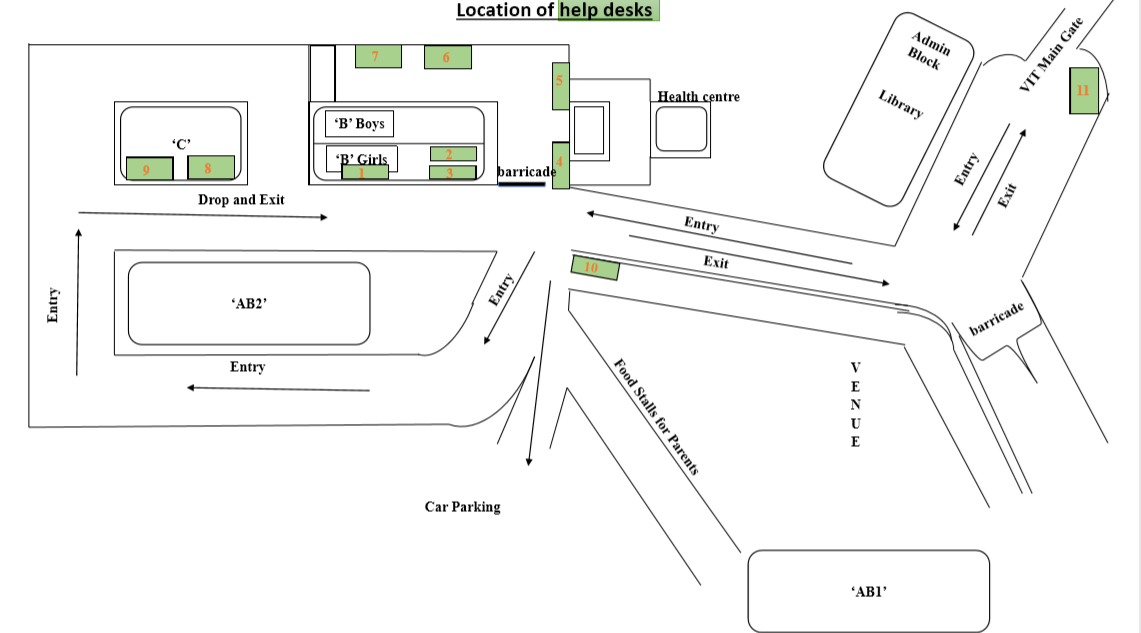 Location of help desks
7
6
5
4
‘B’ Boys
‘B’ Girls
1
2
3
barricade
‘C’
9
8
Health centre
Admin
Block
Library
VIT Main Gate
11
Entry
Exit
Drop and Exit
Entry
Exit
10
Entry
‘AB2’
Entry
Entry
barricade
Food Stalls for Parents
V
E
N
U
E
Car Parking
‘AB1’